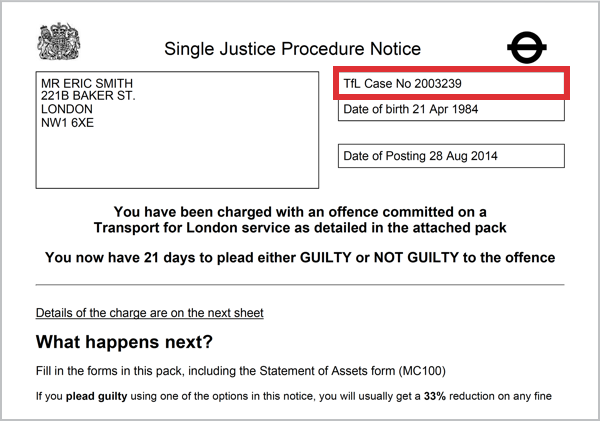 Single Justice Procedure Notice
MR ERIC SMITH
221B BAKER ST.
LONDON
NW1 6XE
TfL Case No 2003239
Date of birth 21 Apr 1984
Date of Posting 28 Aug 2014
You have been charged with an offence committed on a
Transport for London service as detailed in the attached pack
You now have 21 days to plead either GUILTY or NOT GUILTY to the offence
Details of the charge are on the next sheet
What happens next?
Fill in the forms in this pack, including the Statement of Assets form (MC100)
If you plead guilty using one of the options in this notice, you will usually get a 33% reduction on any fine